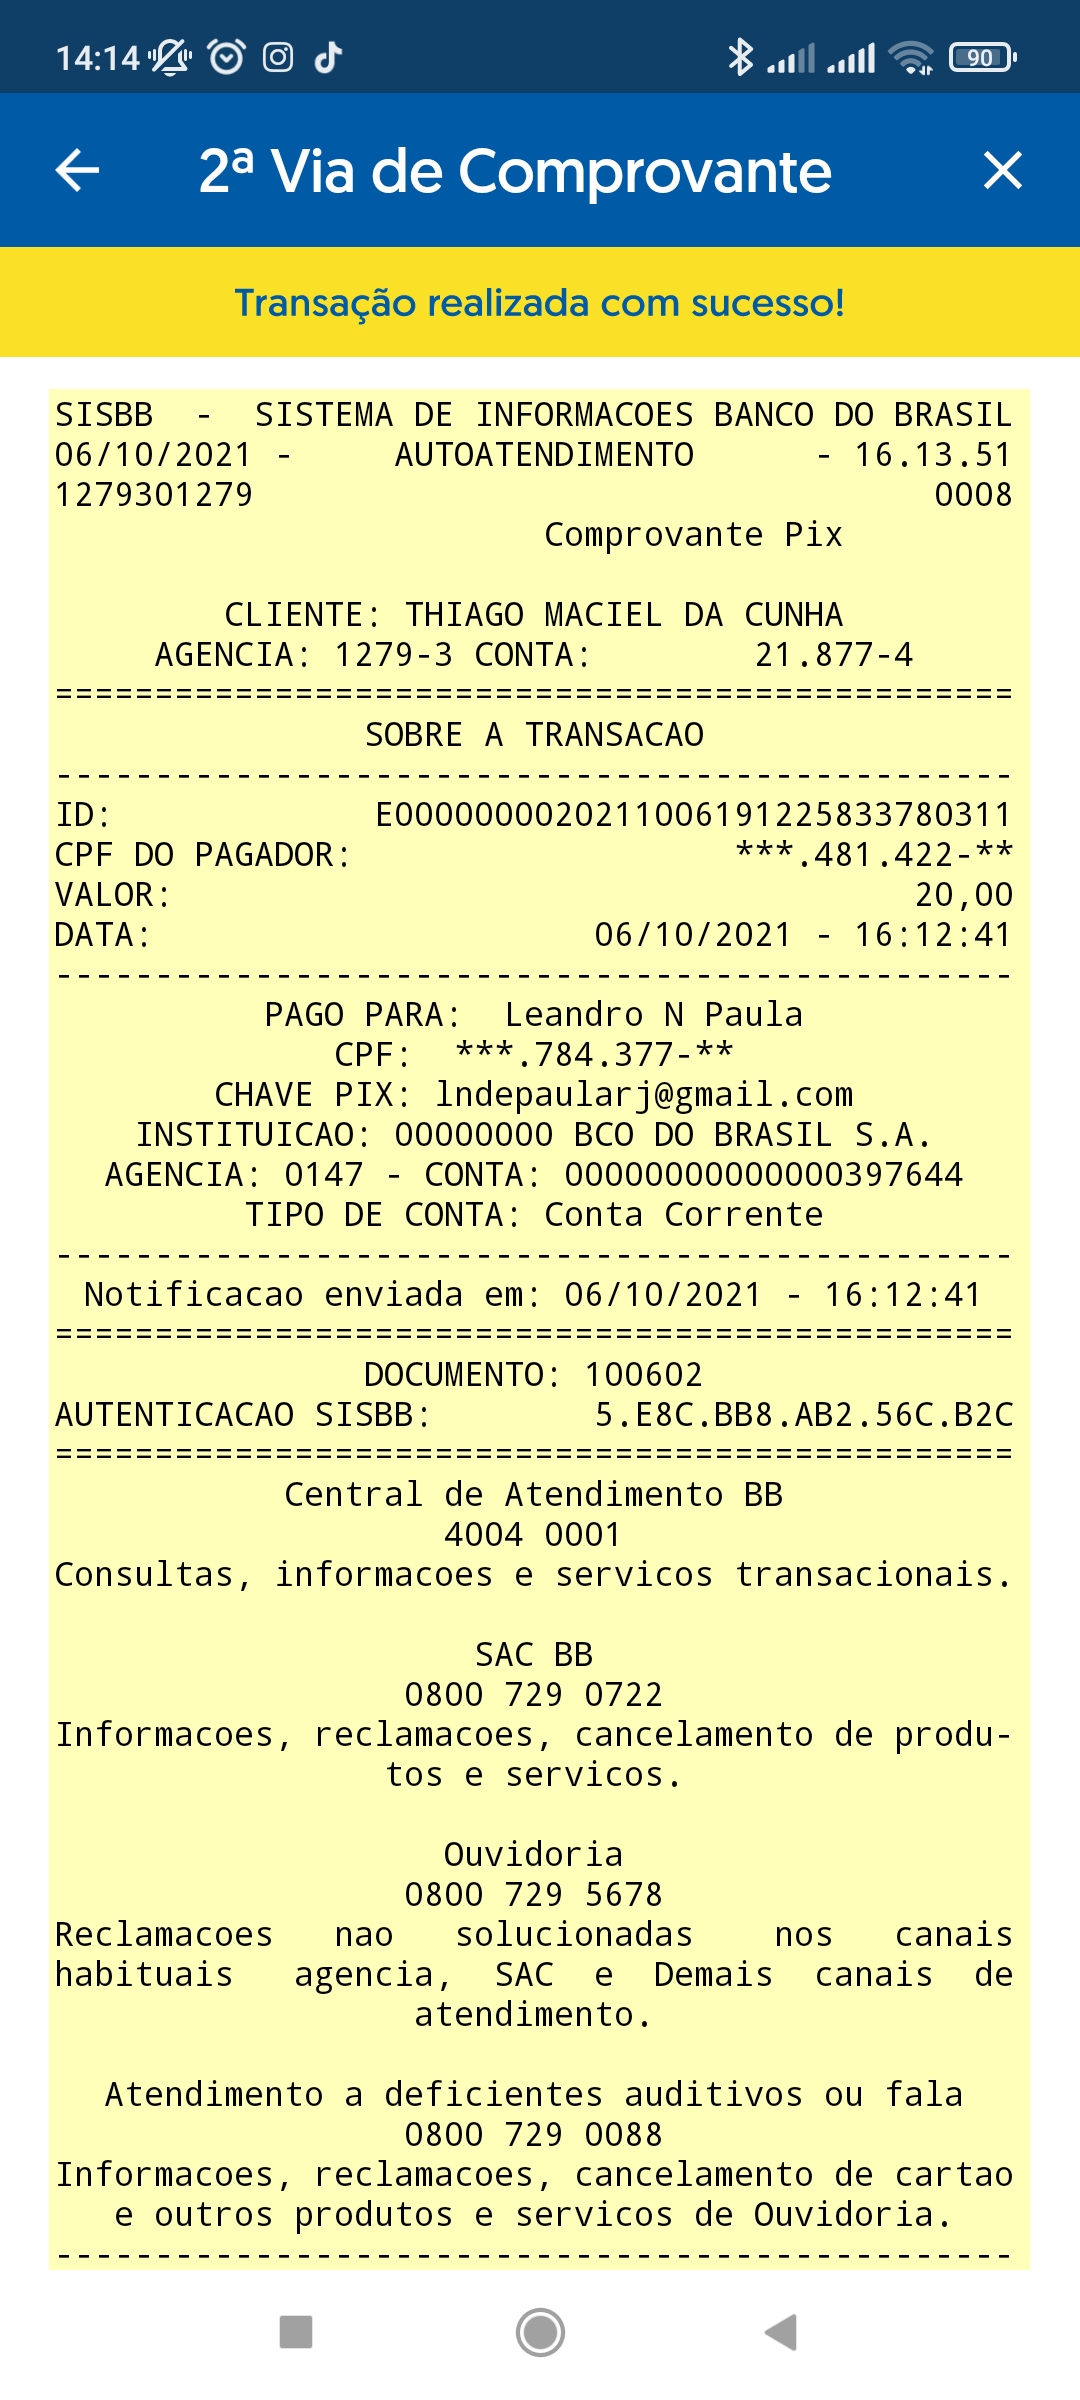 14:14
90
2ª Via de Comprovante
Transação realizada com sucesso!
SISBB - SISTEMA DE INFORMACOES BANCO DO BRASIL
06/10/2021 - AUTOATENDIMENTO - 16.13.51
1279301279 0008
Comprovante Pix
CLIENTE: THIAGO MACIEL DA CUNHA
AGENCIA: 1279-3 CONTA: 21.877-4
================================================
SOBRE A TRANSACAO
------------------------------------------------
ID: E0000000020211006191225833780311
CPF DO PAGADOR: ***.481.422-**
VALOR: 20,00
DATA: 06/10/2021 - 16:12:41
------------------------------------------------
PAGO PARA: Leandro N Paula
CPF: ***.784.377-**
CHAVE PIX: lndepaularj@gmail.com
INSTITUICAO: 00000000 BCO DO BRASIL S.A.
AGENCIA: 0147 - CONTA: 00000000000000397644
TIPO DE CONTA: Conta Corrente
------------------------------------------------
Notificacao enviada em: 06/10/2021 - 16:12:41
================================================
DOCUMENTO: 100602
AUTENTICACAO SISBB: 5.E8C.BB8.AB2.56C.B2C
================================================
Central de Atendimento BB
4004 0001
Consultas, informacoes e servicos transacionais.
SAC BB
0800 729 0722
Informacoes, reclamacoes, cancelamento de produ-
tos e servicos.
Ouvidoria
0800 729 5678
Reclamacoes nao solucionadas nos canais
habituais agencia, SAC e Demais canais de
atendimento.
Atendimento a deficientes auditivos ou fala
0800 729 0088
Informacoes, reclamacoes, cancelamento de cartao
e outros produtos e servicos de Ouvidoria.
------------------------------------------------